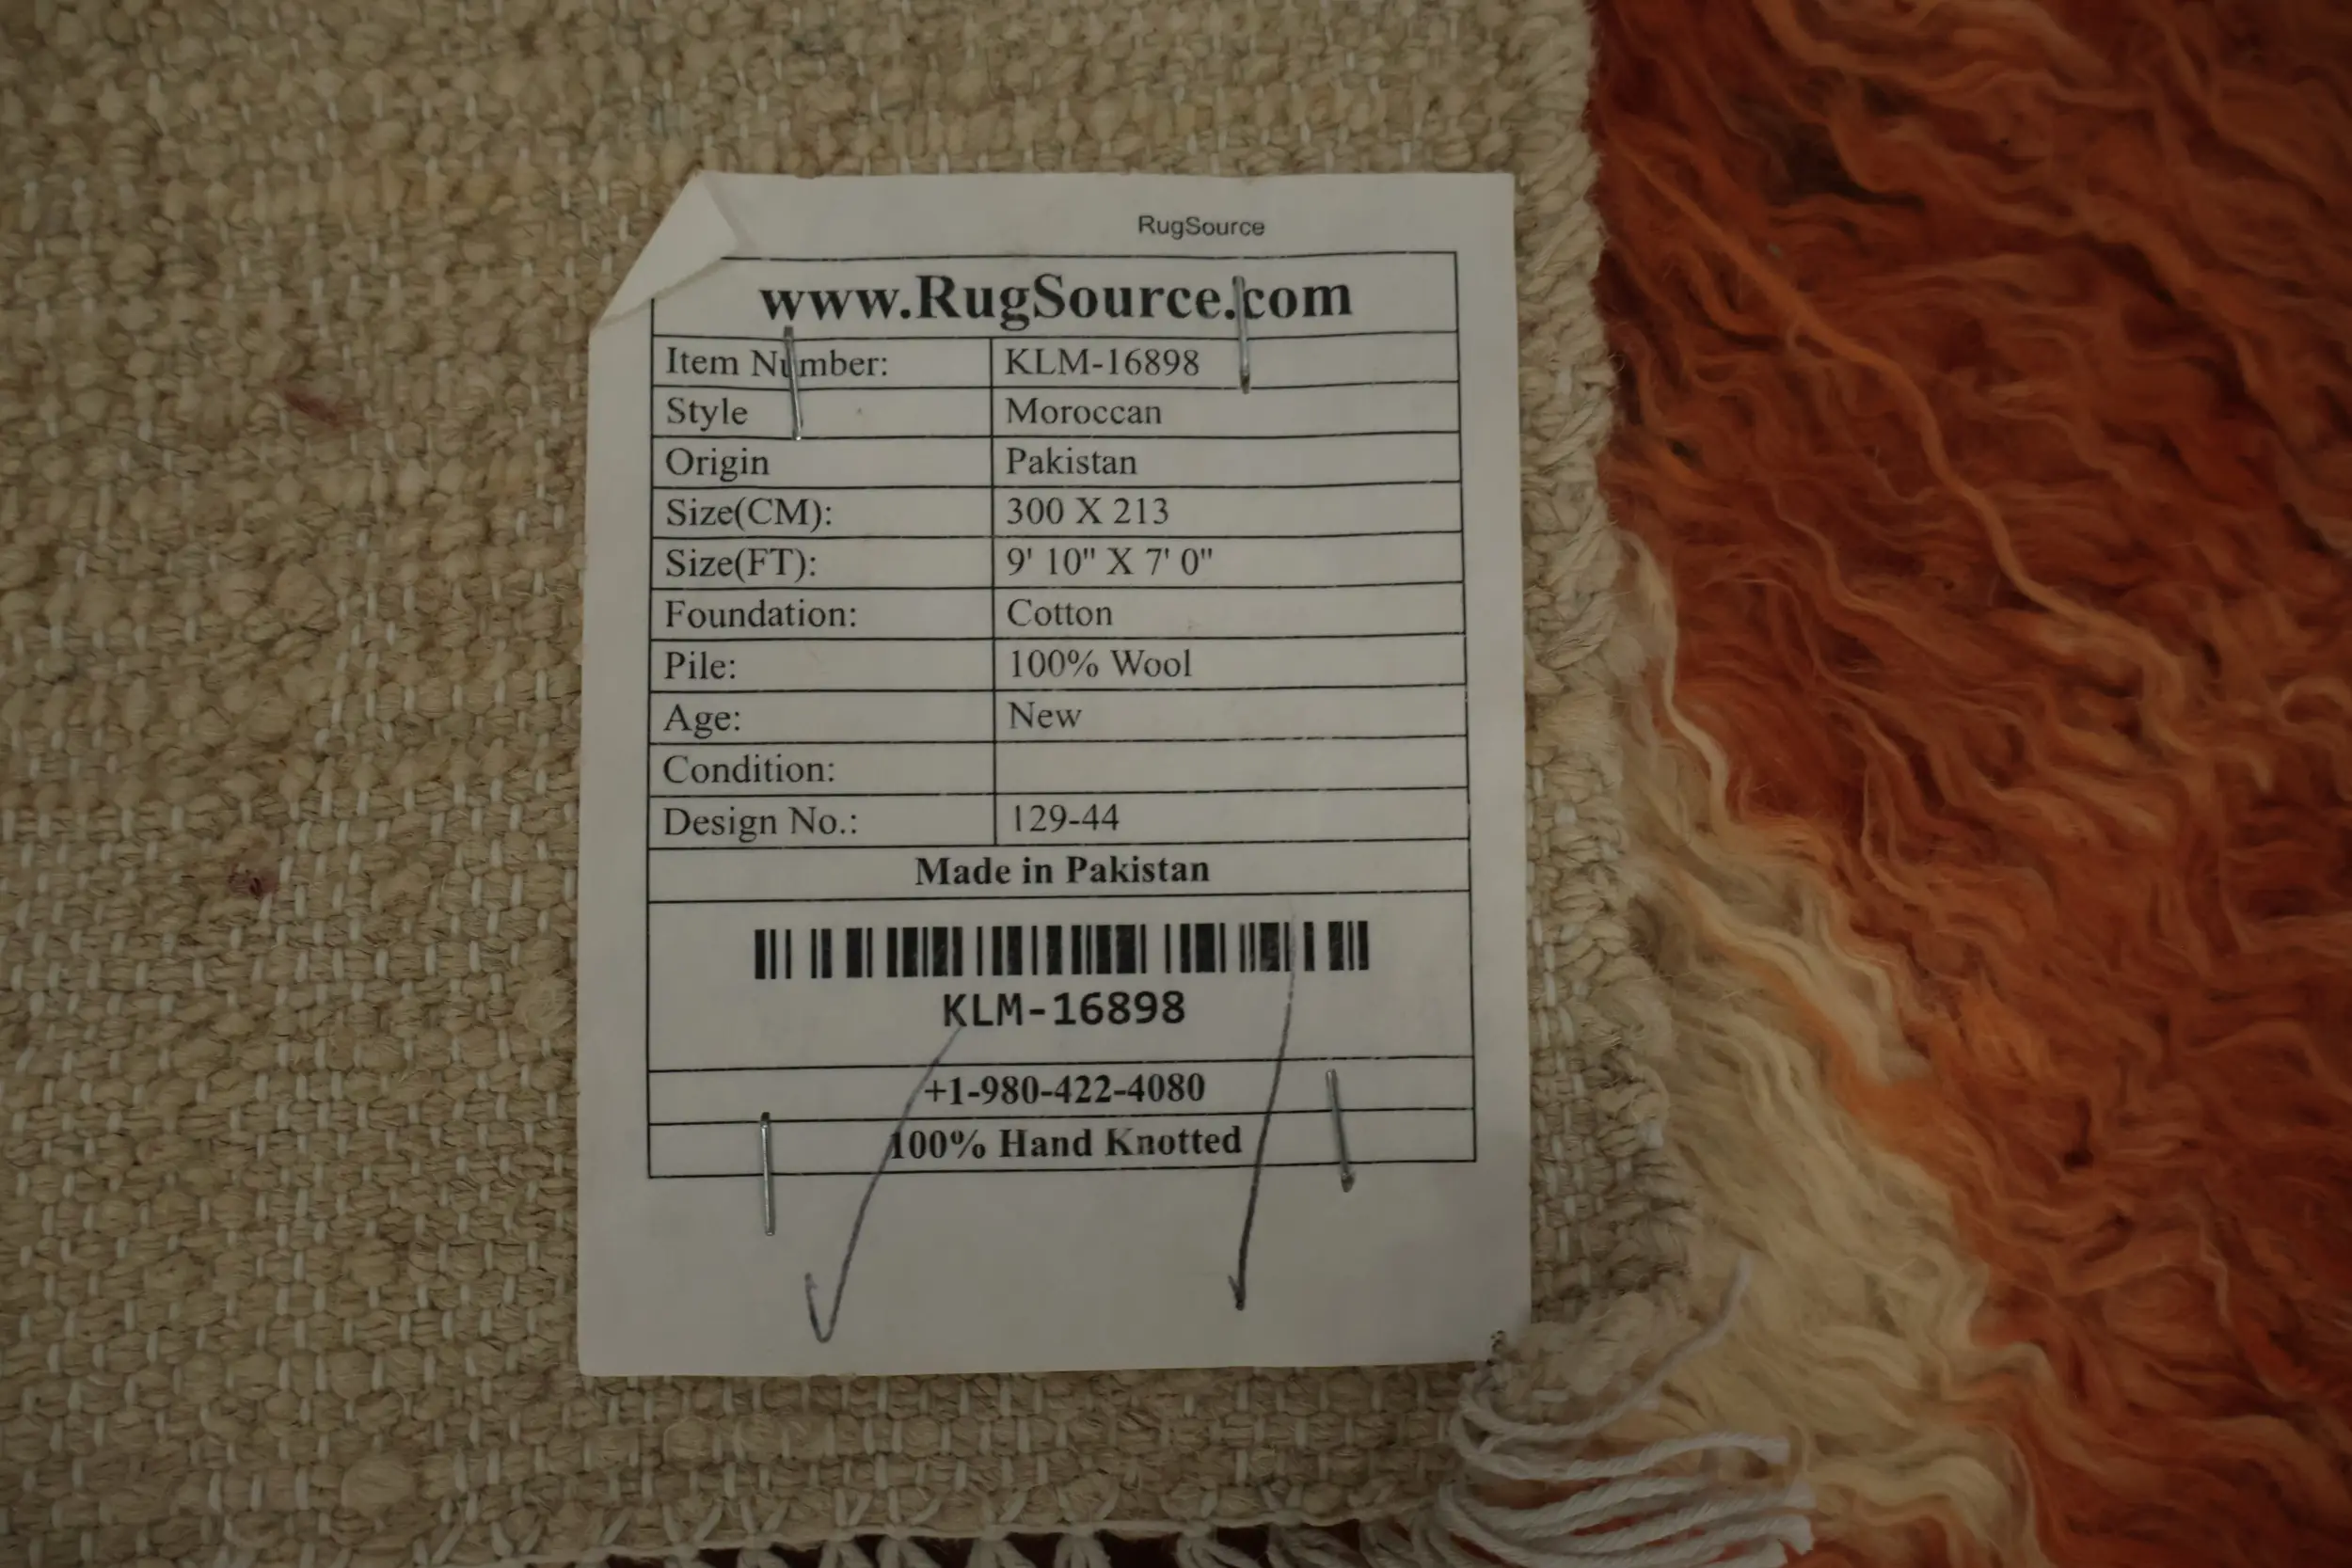 RugSource
www.RugSource.com
Item Number: KLM-16898
Style Moroccan
Origin Pakistan
Size(CM): 300 X 213
Size(FT): 9' 10" X 7' 0"
Foundation: Cotton
Pile: 100% Wool
Age: New
Condition:
Design No.: 129-44
Made in Pakistan
KLM-16898
+1-980-422-4080
100% Hand Knotted